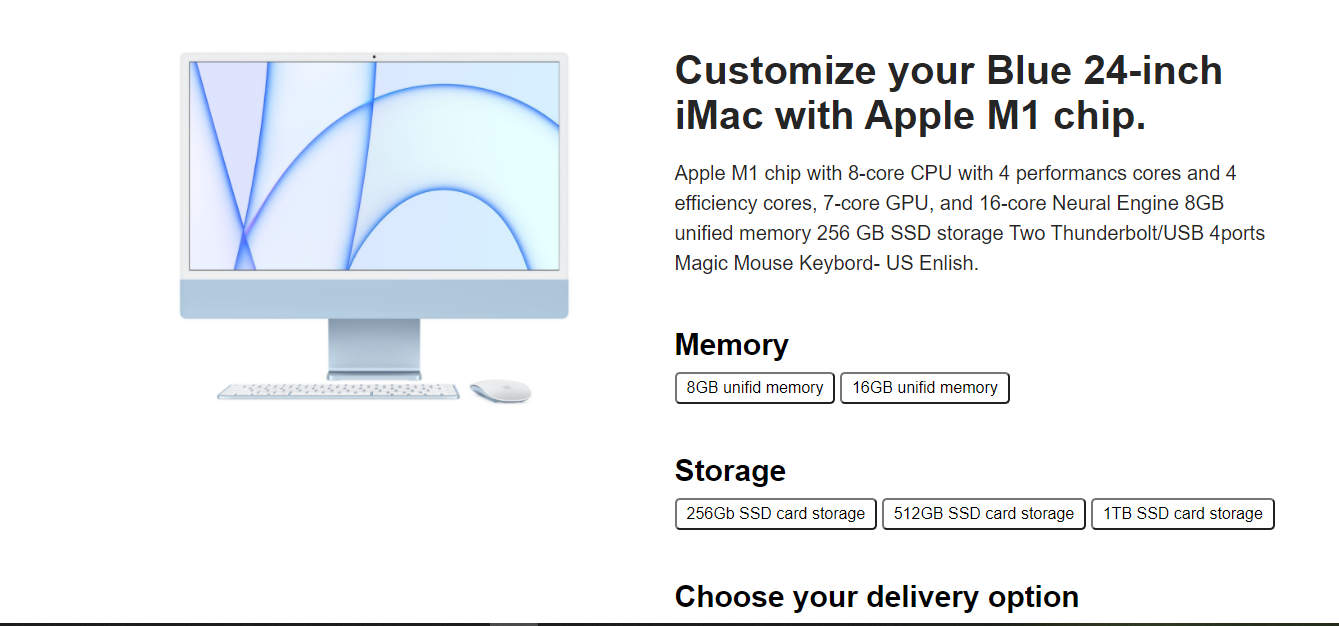 Customize your Blue 24-inch
iMac with Apple M1 chip.
Apple M1 chip with 8-core CPU with 4 performancs cores and 4
efficiency cores, 7-core GPU, and 16-core Neural Engine 8GB
unified memory 256 GB SSD storage Two Thunderbolt/USB 4ports
Magic Mouse Keybord- US Enlish.
Memory
8GB unifid memory 16GB unifid memory
Storage
256Gb SSD card storage 512GB SSD card storage 1TB SSD card storage
Choose your delivery option